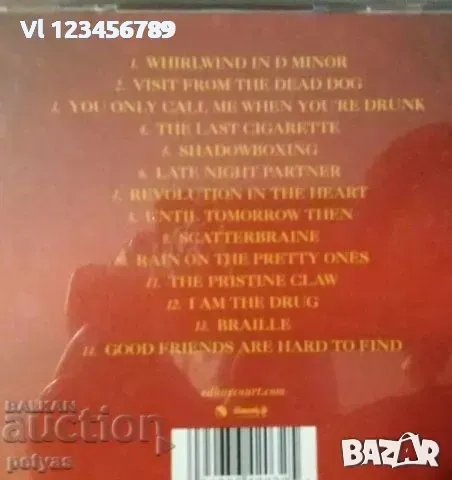 Vl :123456789
1. WHIRLWIND IN D MINOR
2. VISIT FROM THE DEAD DOG
3. YOU ONLY CALL ME WHEN YOU'RE DRUNK
4. THE LAST CIGARETTE
5. SHADOWBOXING
6. LATE NIGHT PARTNER
7. REVOLUTION IN THE HEART
8. UNTIL TOMORROW THEN
9. SCATTERBRAINE
10. RAIN ON THE PRETTY ONES
11. THE PRISTINE CLAW
12. I AM THE DRUG
13. BRAILLE
14. GOOD FRIENDS ARE HARD TO FIND
edharcourt.com
BALKAN
auction
petyas
BAZAR